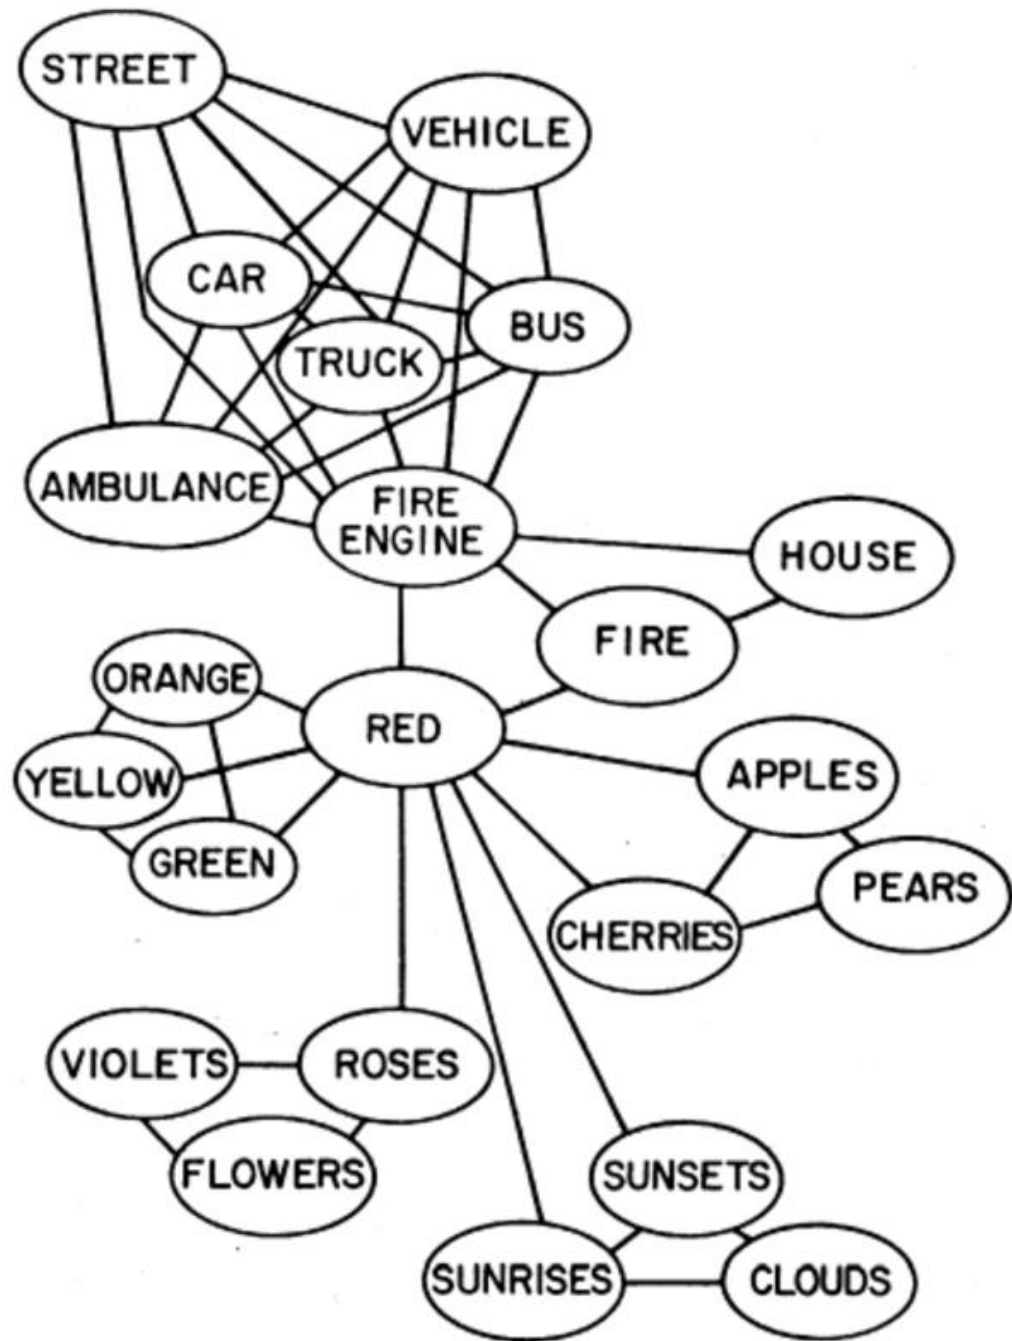 STREET
VEHICLE
CAR
BUS
TRUCK
AMBULANCE
FIRE
ENGINE
HOUSE
FIRE
ORANGE
RED
YELLOW
APPLES
GREEN
PEARS
CHERRIES
VIOLETS
ROSES
FLOWERS
SUNSETS
SUNRISES
CLOUDS